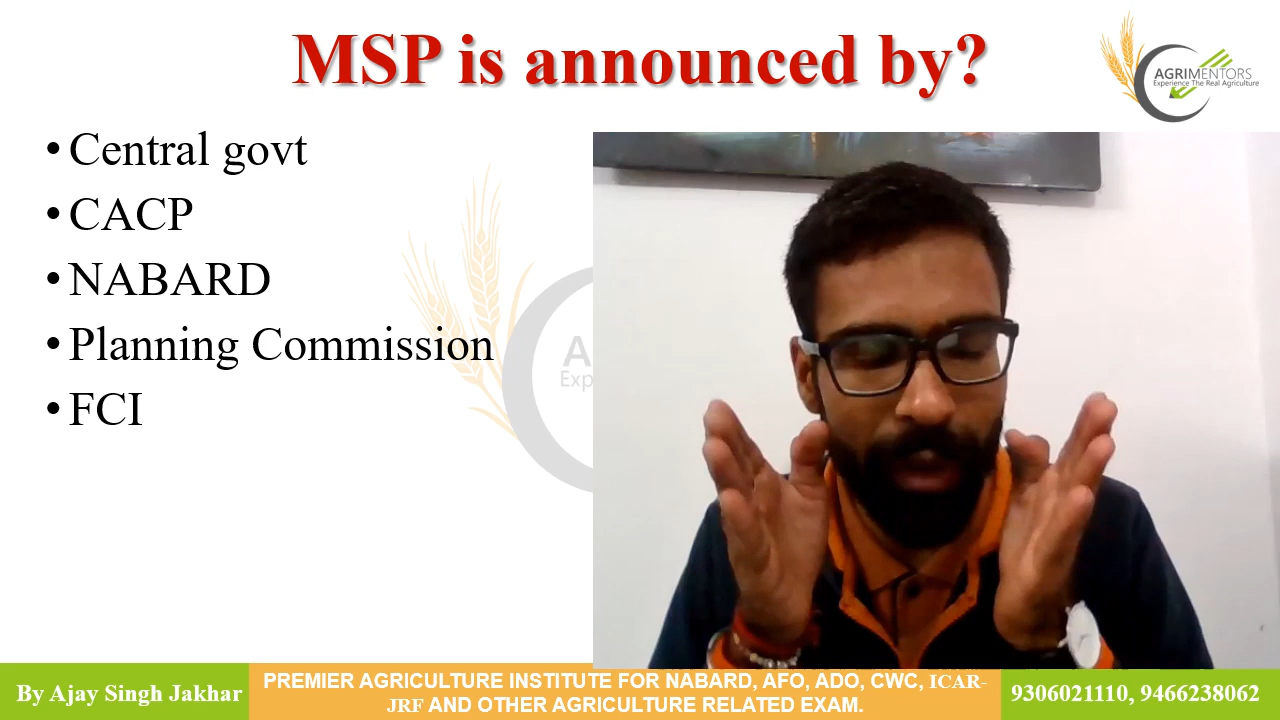 MSP is announced by?
AGRIMENTORS
Experience The Real Agriculture
• Central govt
• CACP
• NABARD
• Planning Commission
• FCI
A
Exp
By Ajay Singh Jakhar
PREMIER AGRICULTURE INSTITUTE FOR NABARD, AFO, ADO, CWC, ICAR-
JRF AND OTHER AGRICULTURE RELATED EXAM.
9306021110, 9466238062